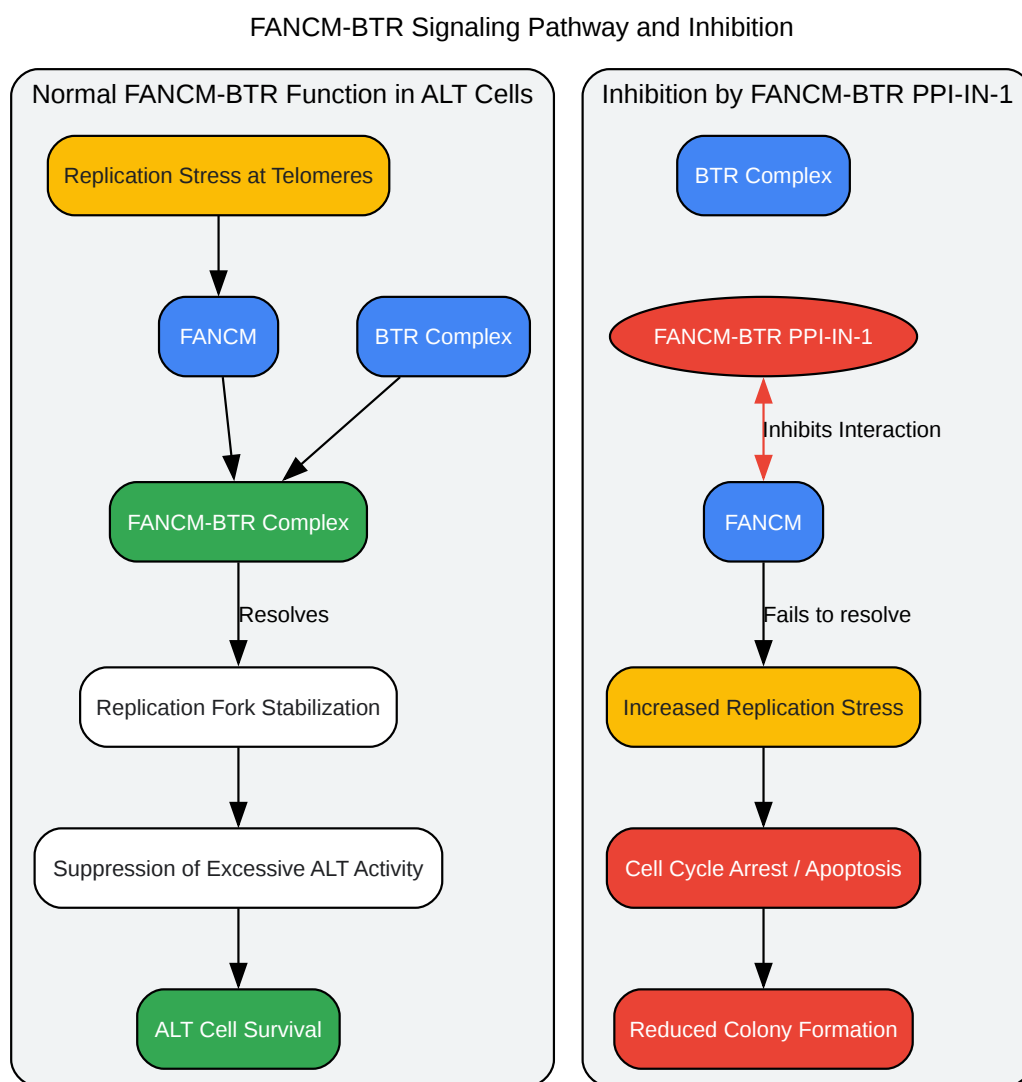 FANCM-BTR Signaling Pathway and Inhibition
Normal FANCM-BTR Function in ALT Cells
Replication Stress at Telomeres
FANCM
BTR Complex
FANCM-BTR Complex
Resolves
Replication Fork Stabilization
Suppression of Excessive ALT Activity
ALT Cell Survival
Inhibition by FANCM-BTR PPI-IN-1
BTR Complex
FANCM-BTR PPI-IN-1
Inhibits Interaction
FANCM
Fails to resolve
Increased Replication Stress
Cell Cycle Arrest / Apoptosis
Reduced Colony Formation